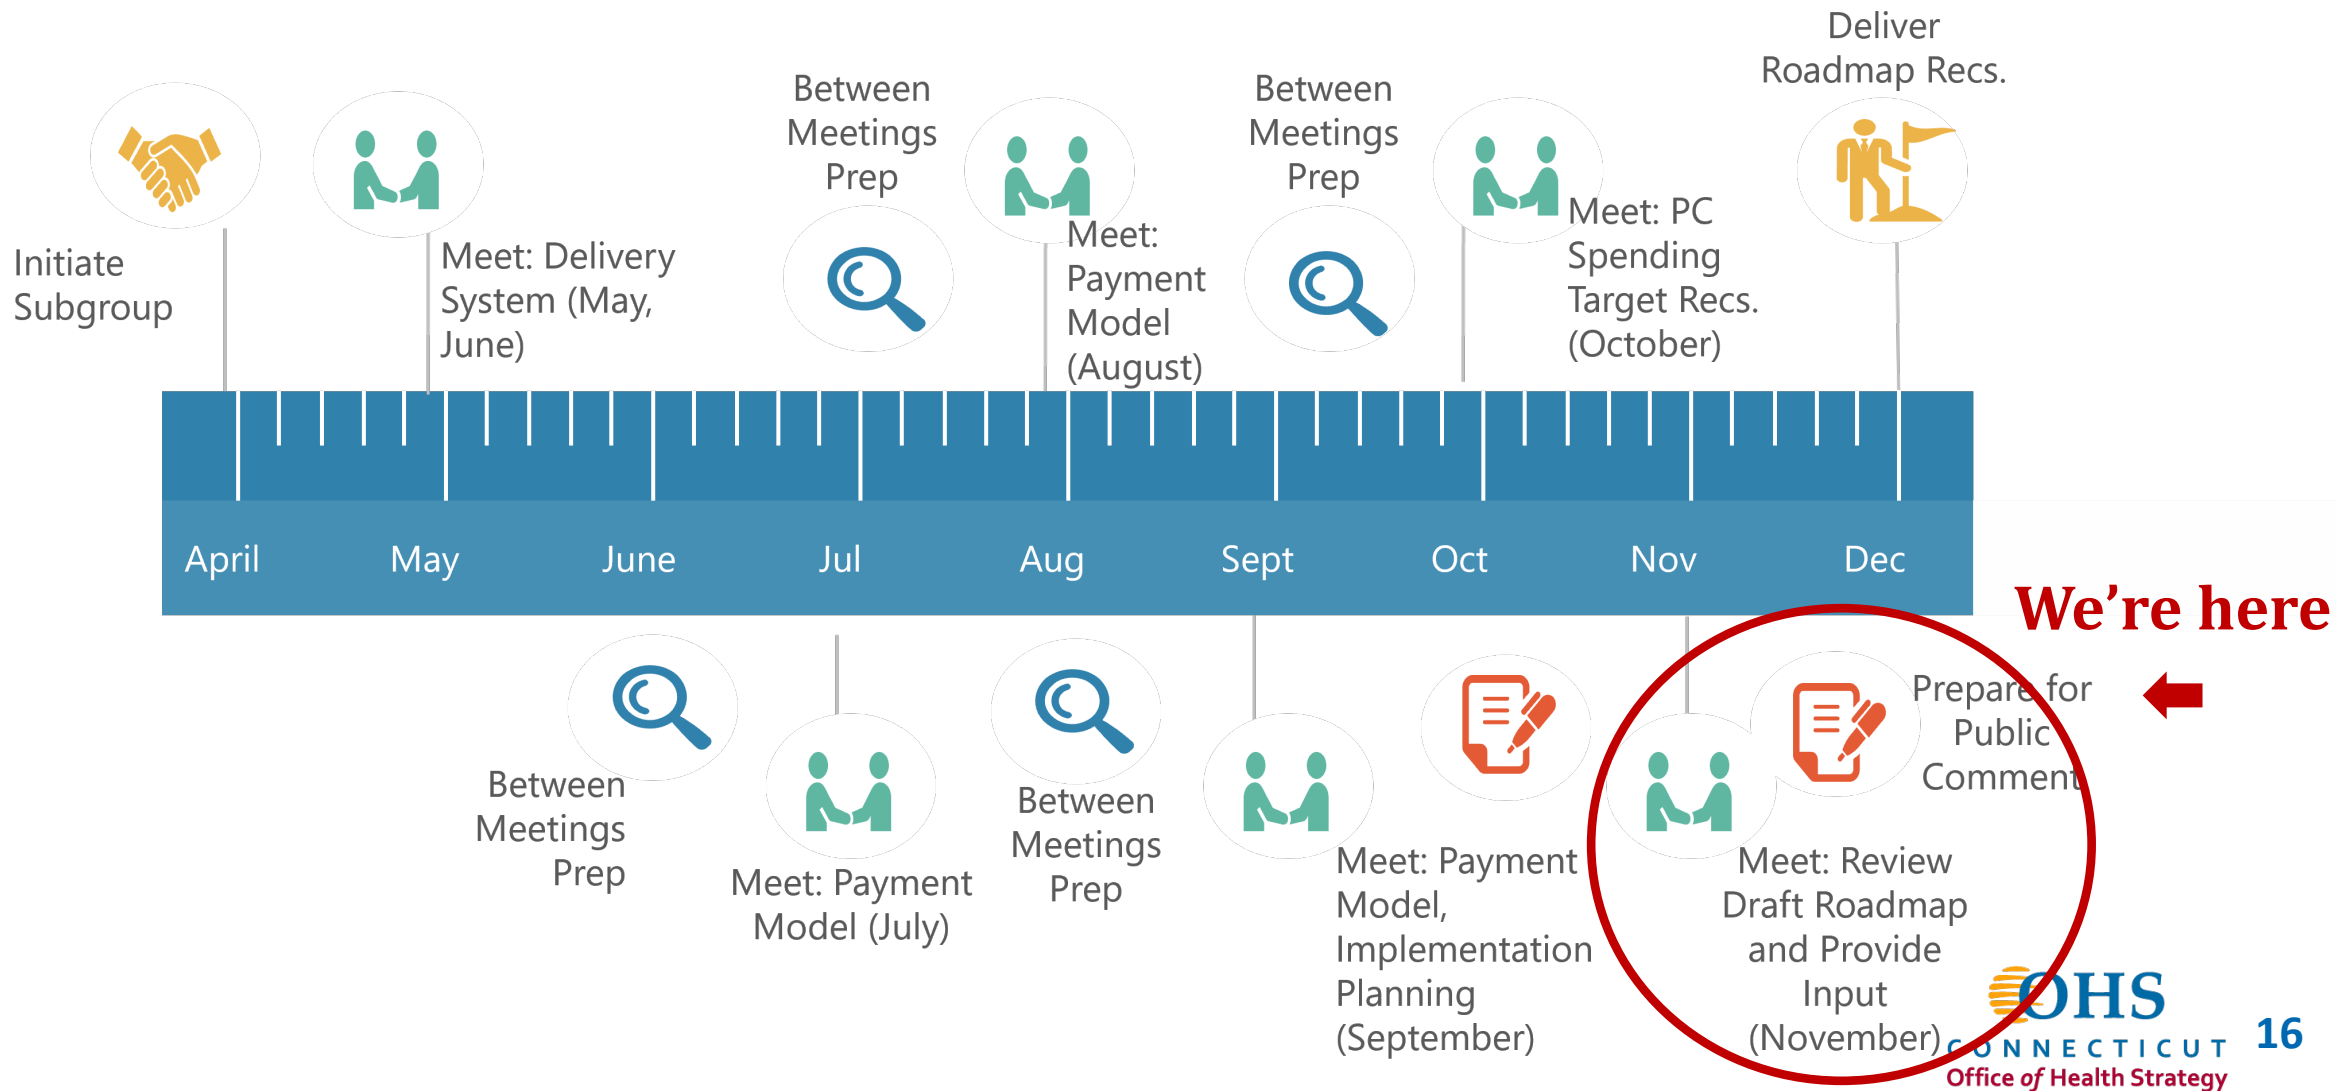 Deliver
Roadmap Recs.
Between
Meetings
Prep
Between
Meetings
Prep
Initiate
Subgroup
Meet: Delivery
System (May,
June)
Meet:
Payment
Model
(August)
Meet: PC
Spending
Target Recs.
(October)
April
May
June
Jul
Aug
Sept
Oct
Nov
Dec
We’re here
Between
Meetings
Prep
Meet: Payment
Model (July)
Between
Meetings
Prep
Meet: Payment
Model,
Implementation
Planning
(September)
Prepare for
Public
Comment
Meet: Review
Draft Roadmap
and Provide
Input
(November)
OHS
CONNECTICUT
Office of Health Strategy
16